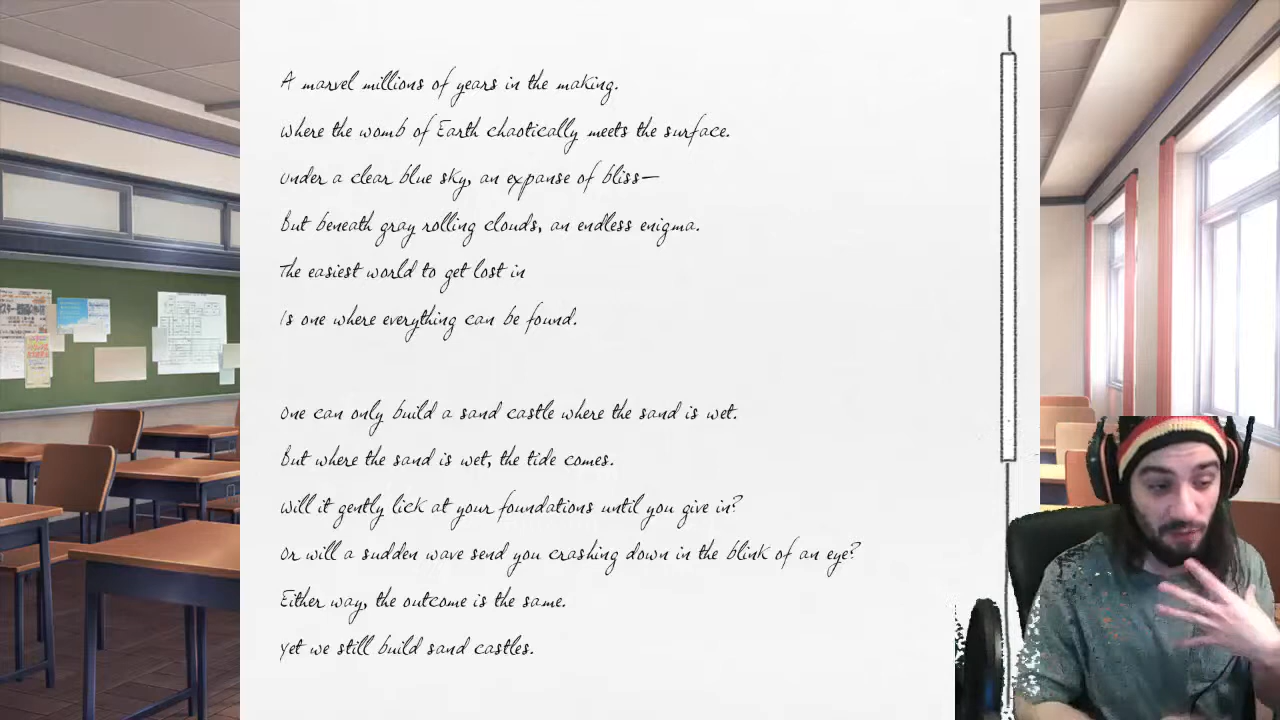 A marvel millions of years in the making.
Where the womb of Earth chaotically meets the surface.
Under a clear blue sky, an expanse of bliss—
But beneath gray rolling clouds, an endless enigma.
The easiest world to get lost in
Is one where everything can be found.
One can only build a sand castle where the sand is wet.
But where the sand is wet, the tide comes.
Will it gently lick at your foundations until you give in?
Or will a sudden wave send you crashing down in the blink of an eye?
Either way, the outcome is the same.
Yet we still build sand castles.